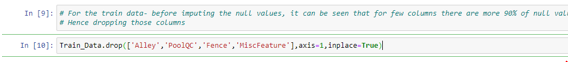 In [9]: # For the train data- before imputing the null values, it can be seen that for few columns there are more 90% of null
# Hence dropping those columns
In [10]: Train_Data.drop(['Alley','PoolQC','Fence','MiscFeature'],axis=1,inplace=True)